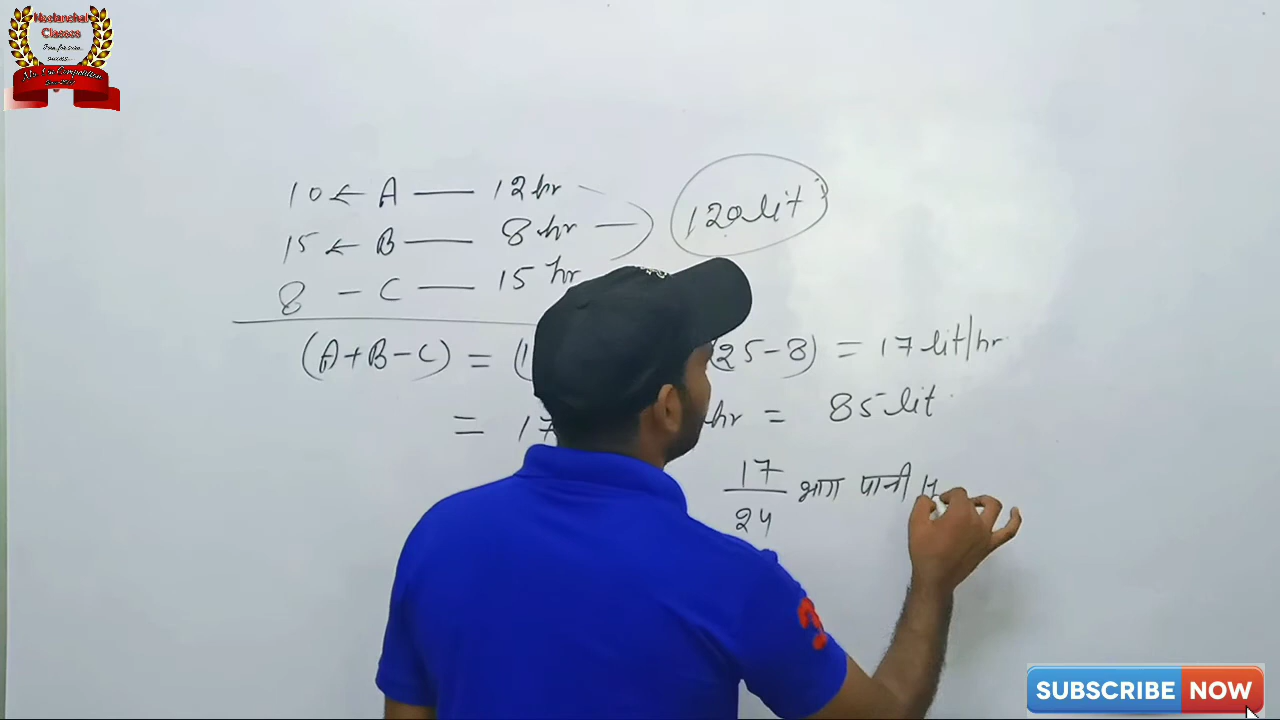 Neelanchal
Classes
10 ← A — 12 hr
15 ← B — 8 hr
120 lit
8 - C — 15 hr
(A+B-C) = (1 25-8) = 17 lit/hr
= 17 hr = 85 lit
17/24 भाग पानी
SUBSCRIBE NOW